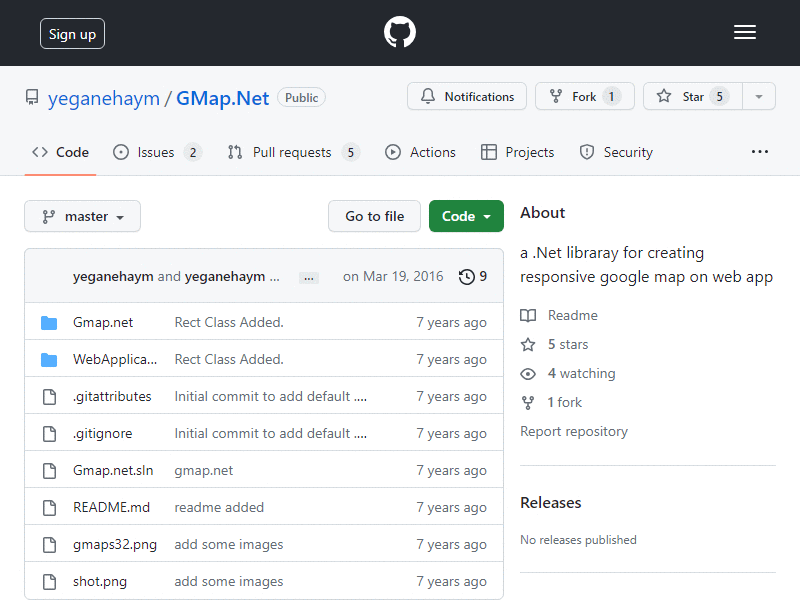 Sign up
yeganehaym / GMap.Net Public
Notifications Fork 1 Star 5
Code Issues 2 Pull requests 5 Actions Projects Security ...
master Go to file Code
yeganehaym and yeganehaym ... ... on Mar 19, 2016 9
Gmap.net Rect Class Added. 7 years ago
WebApplica... Rect Class Added. 7 years ago
.gitattributes Initial commit to add default .... 7 years ago
.gitignore Initial commit to add default .... 7 years ago
Gmap.net.sln gmap.net 7 years ago
README.md readme added 7 years ago
gmaps32.png add some images 7 years ago
shot.png add some images 7 years ago
About
a .Net libraray for creating
responsive google map on web app
Readme
5 stars
4 watching
1 fork
Report repository
Releases
No releases published